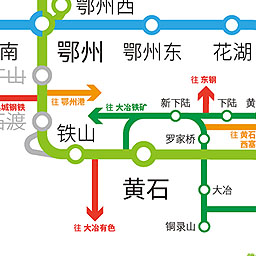 鄂州西
南
鄂州
鄂州东
花湖
往 东钢
往 鄂州港
往 大冶铁矿
新下陆
下陆
黄
城钢铁
铁山
罗家桥
往 黄石
西塞
黄石
大冶
往 大冶有色
铜录山